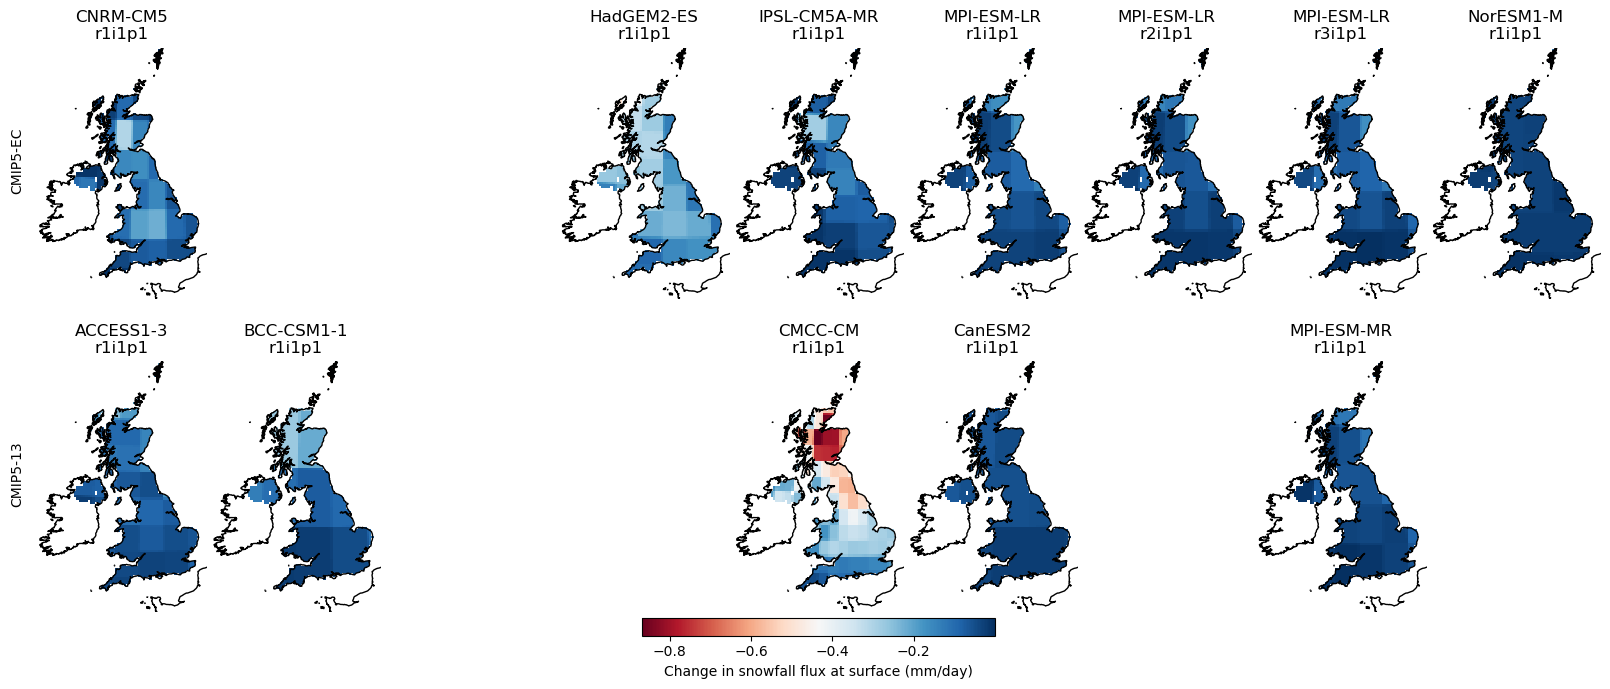 CNRM-CM5
r1i1p1
HadGEM2-ES
r1i1p1
IPSL-CM5A-MR
r1i1p1
MPI-ESM-LR
r1i1p1
MPI-ESM-LR
r2i1p1
MPI-ESM-LR
r3i1p1
NorESM1-M
r1i1p1
CMIP5-EC
ACCESS1-3
r1i1p1
BCC-CSM1-1
r1i1p1
CMCC-CM
r1i1p1
CanESM2
r1i1p1
MPI-ESM-MR
r1i1p1
CMIP5-13
−0.8 −0.6 −0.4 −0.2
Change in snowfall flux at surface (mm/day)